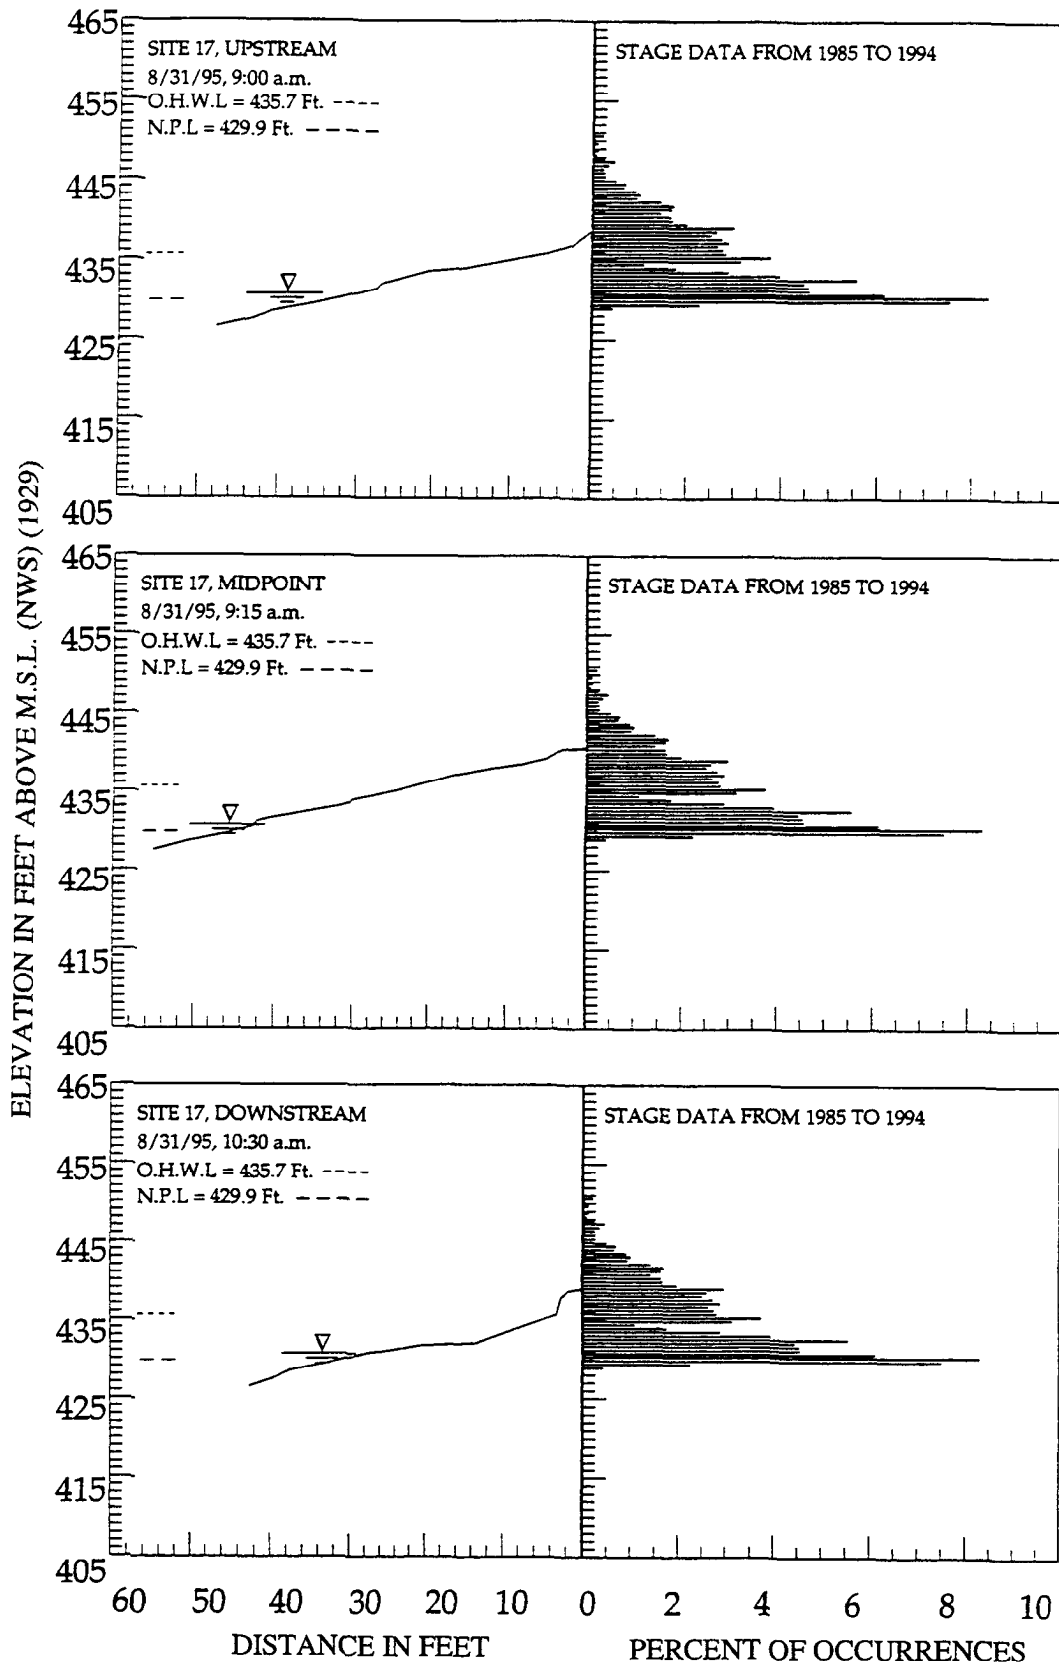 ELEVATION IN FEET ABOVE M.S.L. (NWS) (1929)
465
455
445
435
425
415
405
SITE 17, UPSTREAM
8/31/95, 9:00 a.m.
O.H.W.L = 435.7 Ft. ----
N.P.L = 429.9 Ft. – – – –
STAGE DATA FROM 1985 TO 1994
465
455
445
435
425
415
405
SITE 17, MIDPOINT
8/31/95, 9:15 a.m.
O.H.W.L = 435.7 Ft. ----
N.P.L = 429.9 Ft. – – – –
STAGE DATA FROM 1985 TO 1994
465
455
445
435
425
415
405
SITE 17, DOWNSTREAM
8/31/95, 10:30 a.m.
O.H.W.L = 435.7 Ft. ----
N.P.L = 429.9 Ft. – – – –
STAGE DATA FROM 1985 TO 1994
60 50 40 30 20 10 0 2 4 6 8 10
DISTANCE IN FEET
PERCENT OF OCCURRENCES